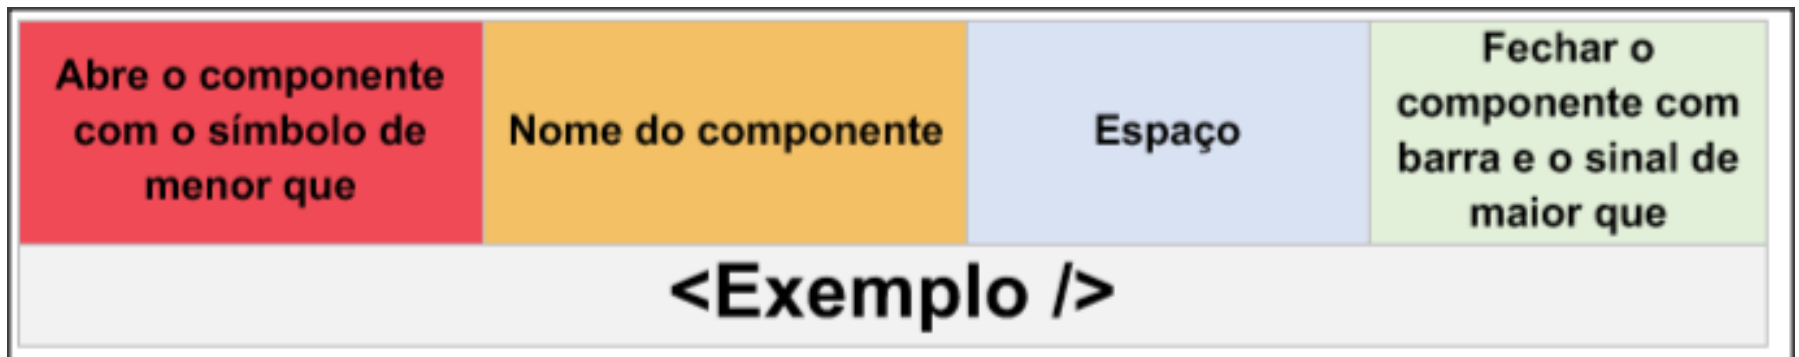 Abre o componente
com o símbolo de
menor que
Nome do componente
Espaço
Fechar o
componente com
barra e o sinal de
maior que
<Exemplo />